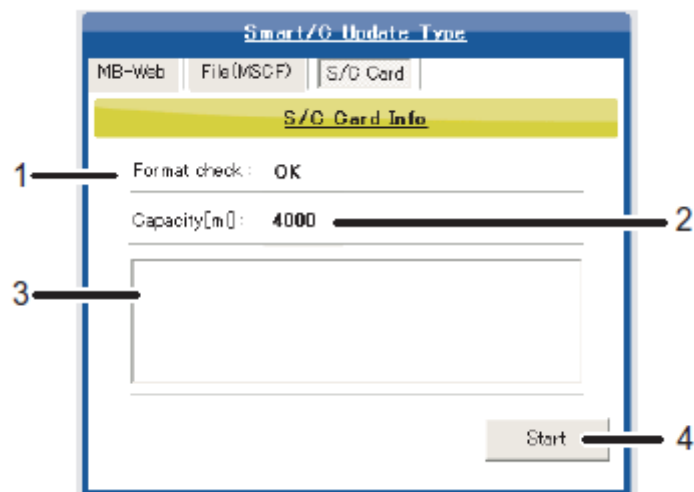 Smart/C Update Type
MB-Web File(MSCF) S/C Card
S/C Card Info
1 Format check : OK
Capacity[ml] : 4000 2
3
Start 4